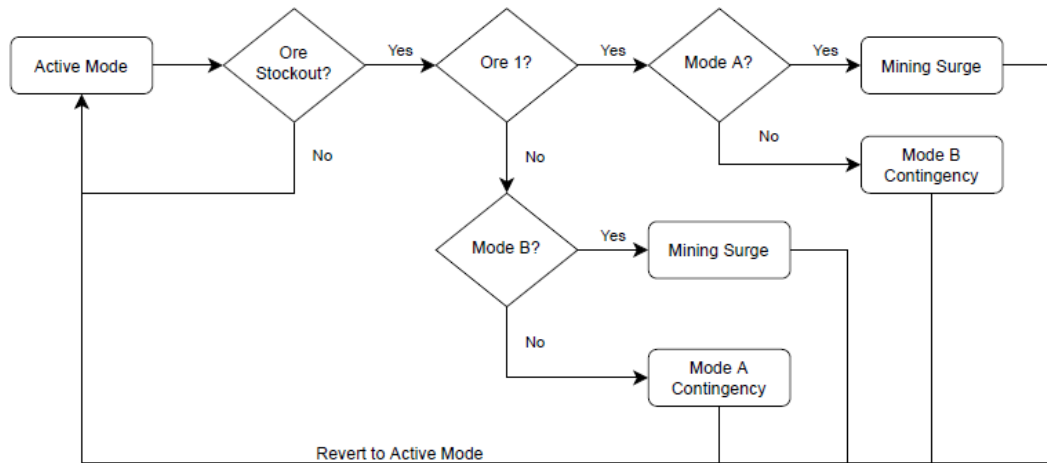 Active Mode
Ore
Stockout?
Yes
Ore 1?
Yes
Mode A?
Yes
Mining Surge
No
No
No
Mode B
Contingency
Mode B?
Yes
Mining Surge
No
Mode A
Contingency
Revert to Active Mode